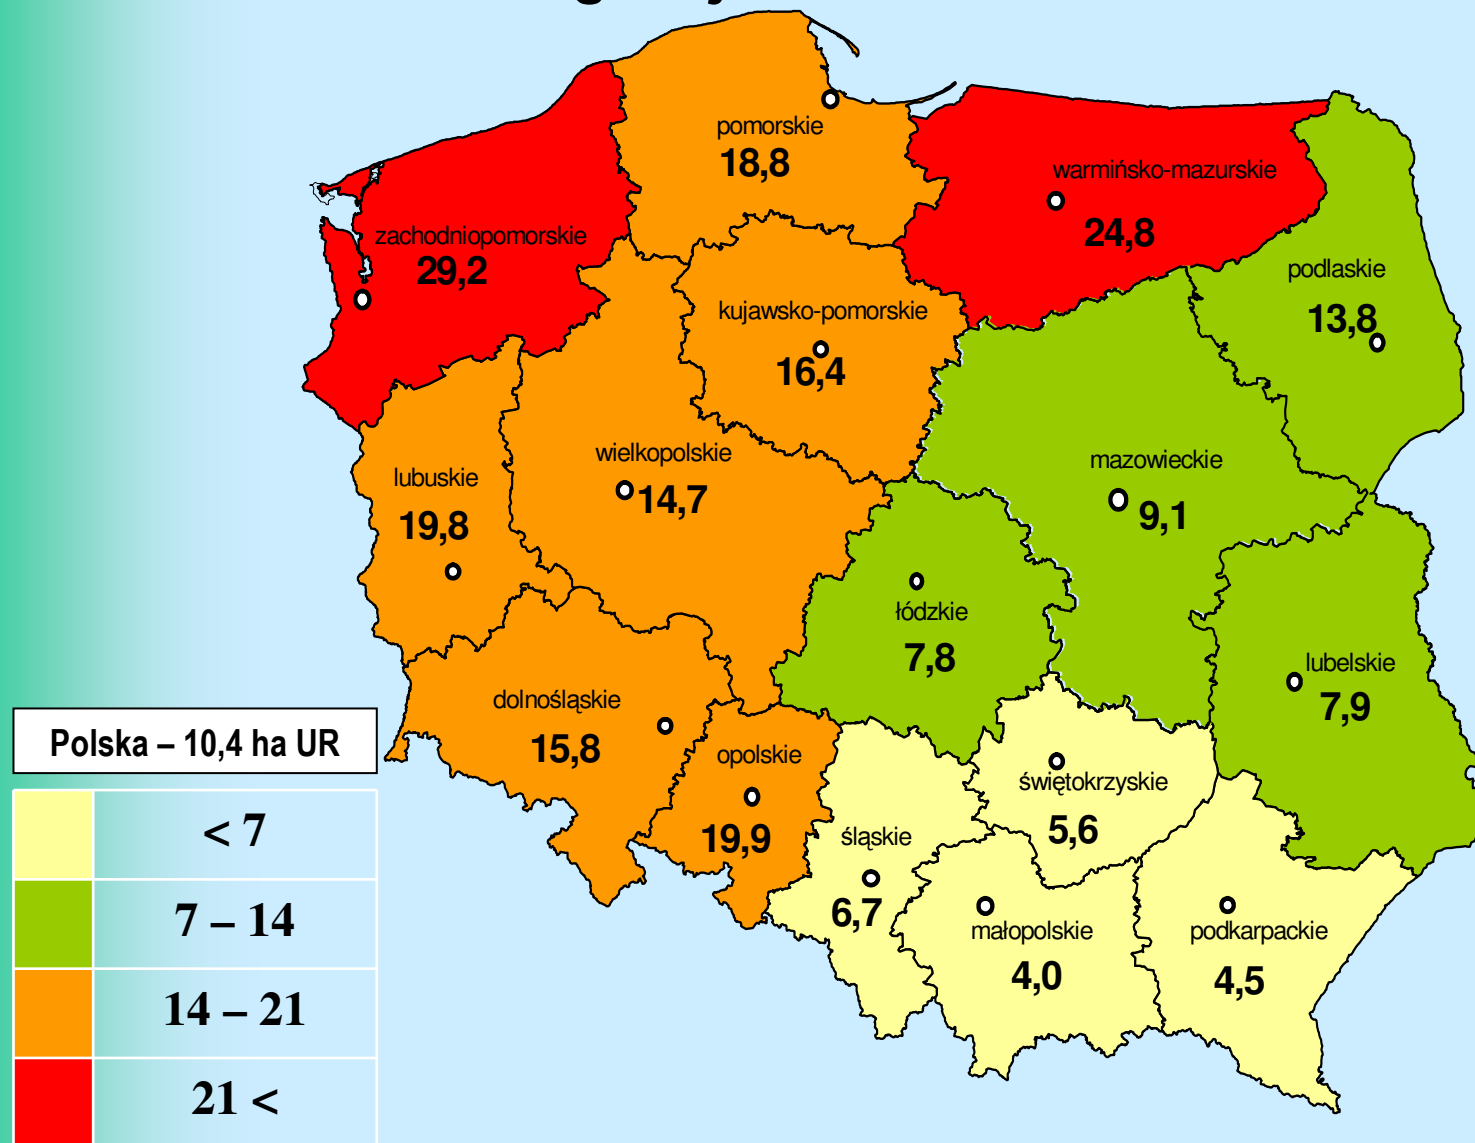 pomorskie
18,8
warmińsko-mazurskie
24,8
zachodniopomorskie
29,2
podlaskie
13,8
kujawsko-pomorskie
16,4
wielkopolskie
14,7
mazowieckie
9,1
lubuskie
19,8
łódzkie
7,8
lubelskie
7,9
dolnośląskie
15,8
opolskie
19,9
świętokrzyskie
5,6
śląskie
6,7
małopolskie
4,0
podkarpackie
4,5
Polska – 10,4 ha UR
< 7
7 – 14
14 – 21
21 <